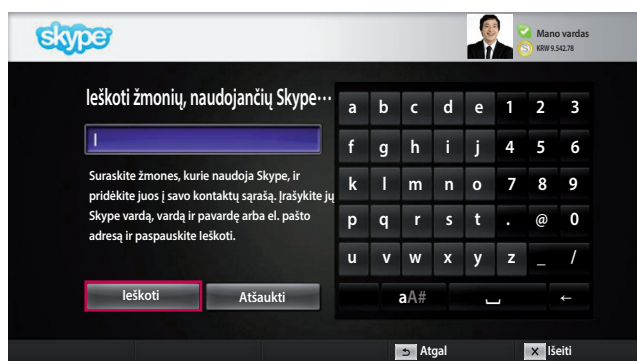 skype
Mano vardas
KRW 9.542.78
Ieškoti žmonių, naudojančių Skype…
Suraskite žmones, kurie naudoja Skype, ir
pridėkite juos į savo kontaktų sąrašą. Įrašykite jų
Skype vardą, vardą ir pavardę arba el. pašto
adresą ir paspauskite Ieškoti.
Ieškoti Atšaukti
a b c d e 1 2 3
f g h i j 4 5 6
k l m n o 7 8 9
p q r s t . @ 0
u v w x y z _ /
aA# ←
Atgal X Išeiti